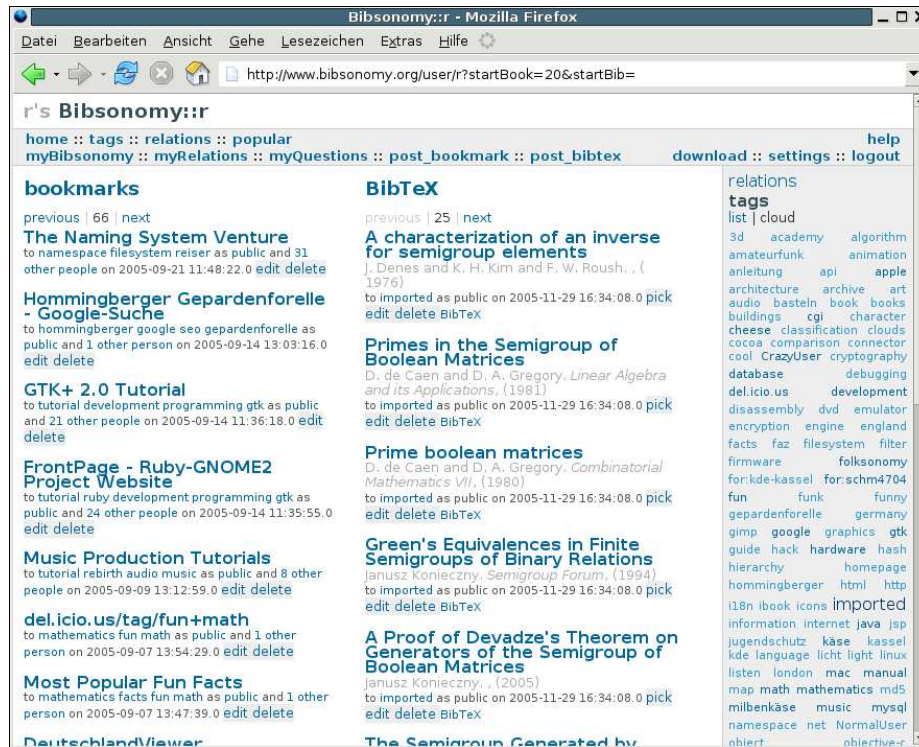 Bibsonomy::r - Mozilla Firefox
Datei Bearbeiten Ansicht Gehe Lesezeichen Extras Hilfe
http://www.bibsonomy.org/user/r?startBook=20&startBib=
r's Bibsonomy::r
home :: tags :: relations :: popular
help
myBibsonomy :: myRelations :: myQuestions :: post_bookmark :: post_bibtex
download :: settings :: logout
bookmarks
previous | 66 | next
The Naming System Venture
to namespace filesystem reiser as public and 31
other people on 2005-09-21 11:48:22.0 edit delete
Hommingberger Gepardenforelle
- Google-Suche
to hommingberger google seo gepardenforelle as
public and 1 other person on 2005-09-14 13:03:16.0
edit delete
GTK+ 2.0 Tutorial
to tutorial development programming gtk as public
and 21 other people on 2005-09-14 11:36:18.0 edit
delete
FrontPage - Ruby-GNOME2
Project Website
to tutorial ruby development programming gtk as
public and 24 other people on 2005-09-14 11:35:55.0
edit delete
Music Production Tutorials
to tutorial rebirth audio music as public and 8 other
people on 2005-09-09 13:12:59.0 edit delete
del.icio.us/tag/fun+math
to mathematics fun math as public and 1 other
person on 2005-09-07 13:54:29.0 edit delete
Most Popular Fun Facts
to mathematics facts fun math as public and 1 other
person on 2005-09-07 13:47:39.0 edit delete
DeutschlandViewer
BibTeX
previous | 25 | next
A characterization of an inverse
for semigroup elements
J. Denes and K. H. Kim and F. W. Roush. , (
1976)
to imported as public on 2005-11-29 16:34:08.0 pick
edit delete BibTeX
Primes in the Semigroup of
Boolean Matrices
D. de Caen and D. A. Gregory. Linear Algebra
and its Applications, (1981)
to imported as public on 2005-11-29 16:34:08.0 pick
edit delete BibTeX
Prime boolean matrices
D. de Caen and D. A. Gregory. Combinatorial
Mathematics VII, (1980)
to imported as public on 2005-11-29 16:34:08.0 pick
edit delete BibTeX
Green's Equivalences in Finite
Semigroups of Binary Relations
Janusz Konieczny. Semigroup Forum, (1994)
to imported as public on 2005-11-29 16:34:08.0 pick
edit delete BibTeX
A Proof of Devadze's Theorem on
Generators of the Semigroup of
Boolean Matrices
Janusz Konieczny. , (2005)
to imported as public on 2005-11-29 16:34:08.0 pick
edit delete BibTeX
The Semigroup Generated by
relations
tags
list | cloud
3d academy algorithm
amateurfunk animation
anleitung api apple
architecture archive art
audio basteln book books
buildings cgi character
cheese classification clouds
cocoa comparison connector
cool CrazyUser cryptography
database debugging
del.icio.us development
disassembly dvd emulator
encryption engine england
facts faz filesystem filter
firmware folksonomy
for:kde-kassel for:schm4704
fun funk funny
gepardenforelle germany
gimp google graphics gtk
guide hack hardware hash
hierarchy homepage
hommingberger html http
i18n ibook icons imported
information internet java jsp
jugendschutz käse kassel
kde language licht light linux
listen london mac manual
map math mathematics md5
milbenkäse music mysql
namespace net NormalUser
object objective-c